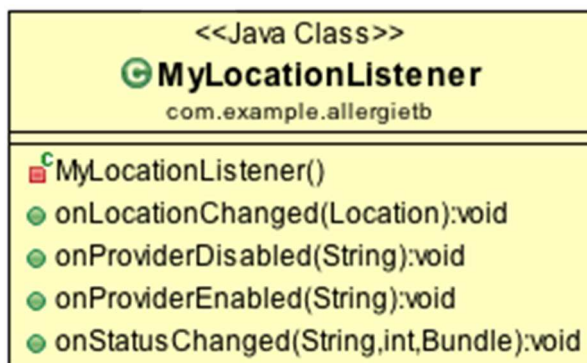 <<Java Class>>
C MyLocationListener
com.example.allergietb
C MyLocationListener()
onLocationChanged(Location):void
onProviderDisabled(String):void
onProviderEnabled(String):void
onStatusChanged(String,int,Bundle):void